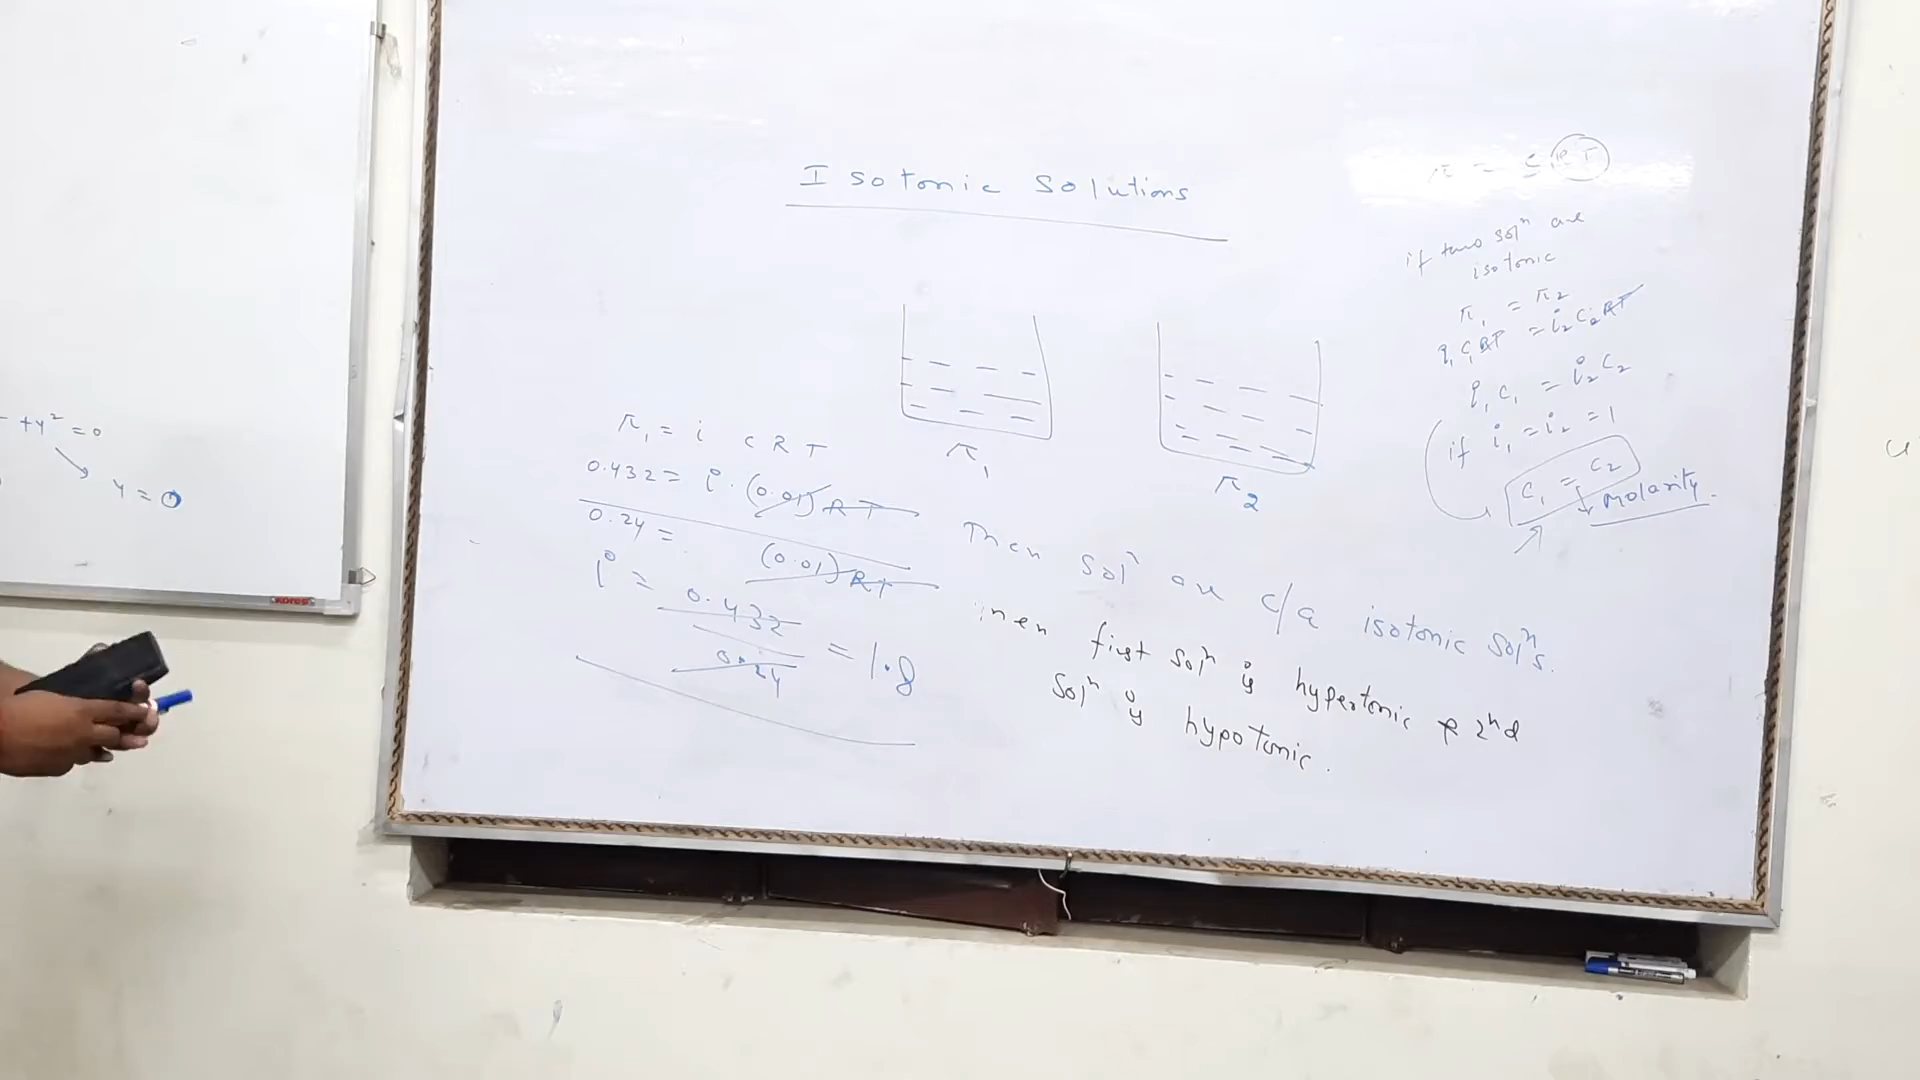 Isotonic Solutions
π = CRT
if two solⁿ are
isotonic
π₁ = π₂
i₁C₁RT = i₂C₂RT
i₁C₁ = i₂C₂
if i₁ = i₂ = 1
C₁ = C₂
molarity.
π₁
π₂
π₁ = i C R T
0.432 = i · (0.01) RT
0.24 = (0.01) RT
i = 0.432
0.24
= 1.8
Then solⁿ are c/a isotonic solⁿs.
then first solⁿ is hypertonic & 2nd
solⁿ is hypotonic.
+y² = 0
y = 0